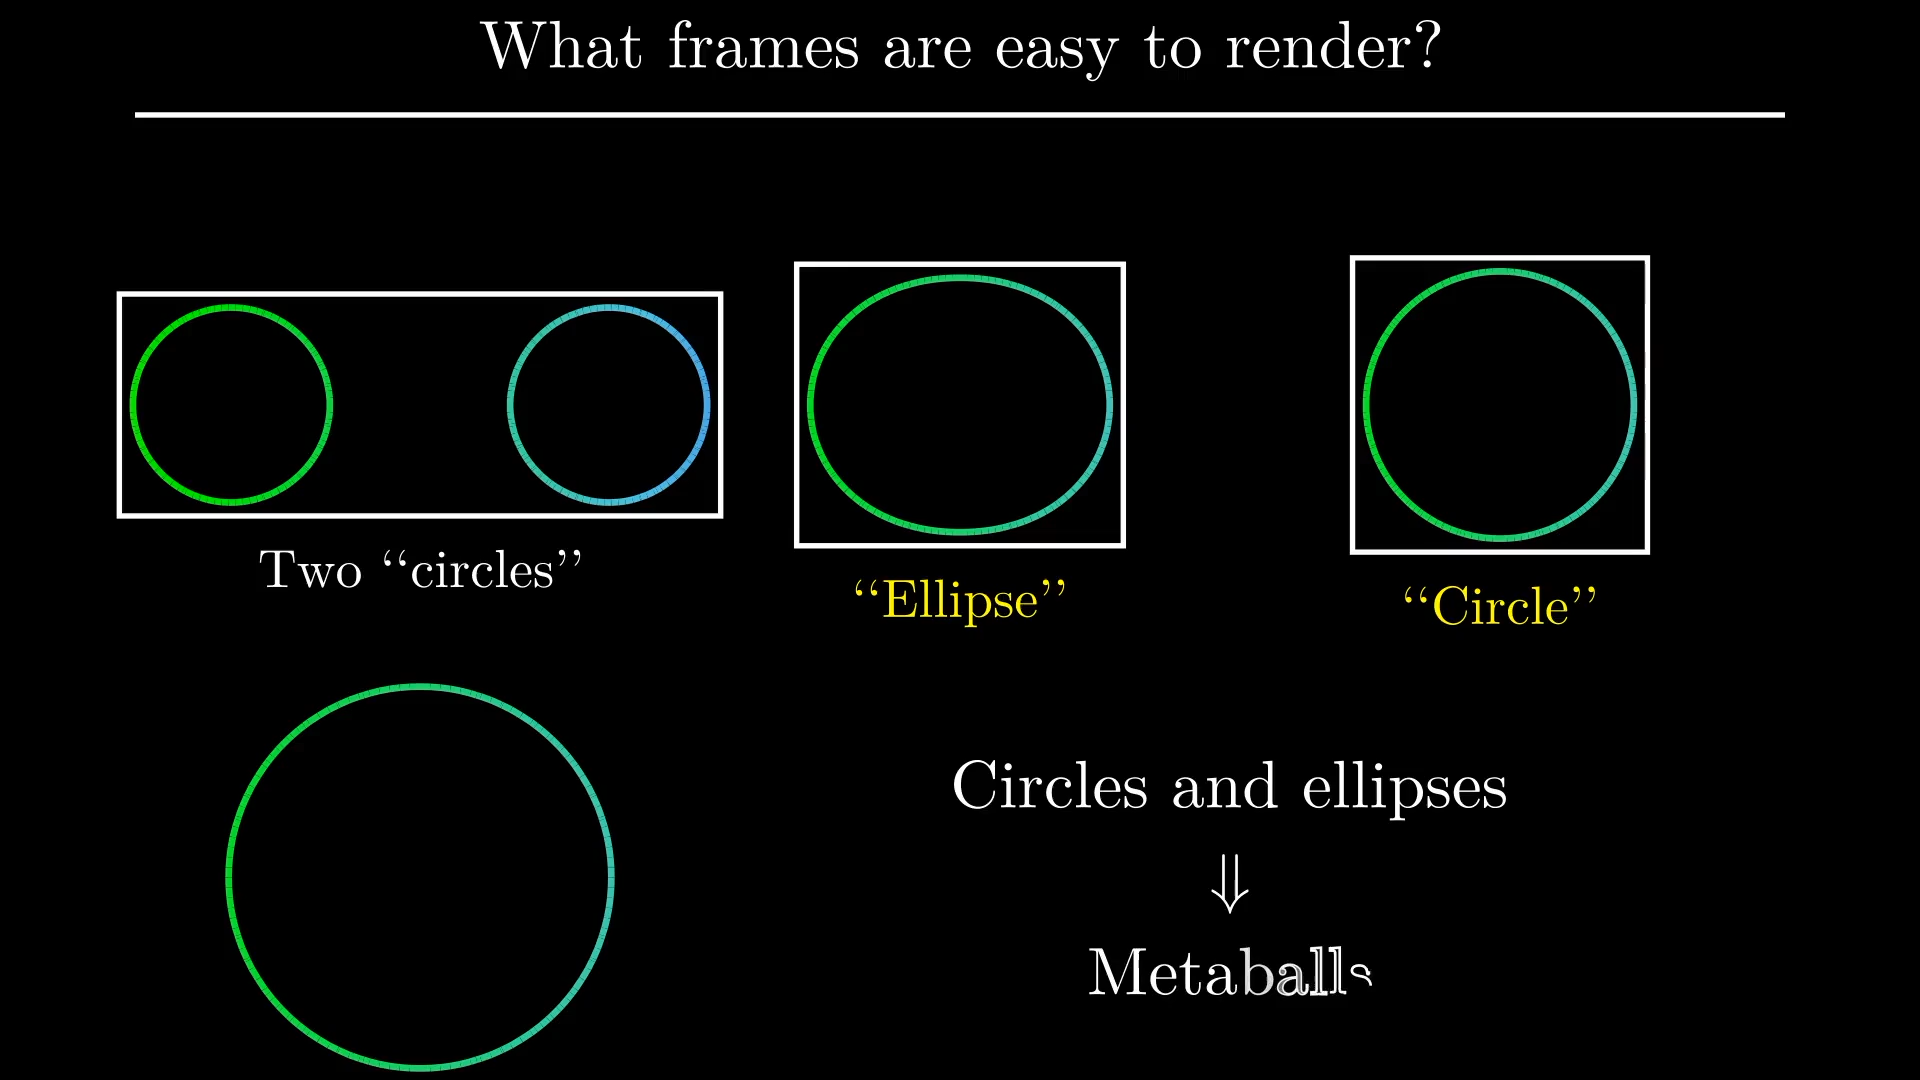 What frames are easy to render?
Two “circles”
“Ellipse”
“Circle”
Circles and ellipses
⇓
Metaballs